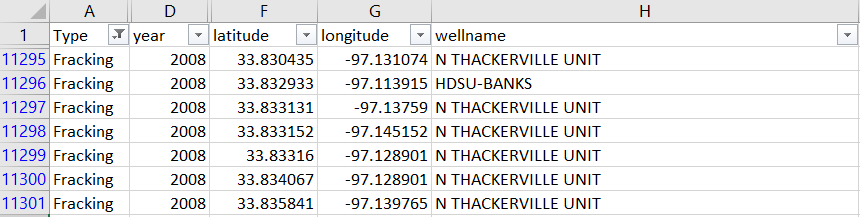 A D F G H
1 Type year latitude longitude wellname
11295 Fracking 2008 33.830435 -97.131074 N THACKERVILLE UNIT
11296 Fracking 2008 33.832933 -97.113915 HDSU-BANKS
11297 Fracking 2008 33.833131 -97.13759 N THACKERVILLE UNIT
11298 Fracking 2008 33.833152 -97.145152 N THACKERVILLE UNIT
11299 Fracking 2008 33.83316 -97.128901 N THACKERVILLE UNIT
11300 Fracking 2008 33.834067 -97.128901 N THACKERVILLE UNIT
11301 Fracking 2008 33.835841 -97.139765 N THACKERVILLE UNIT